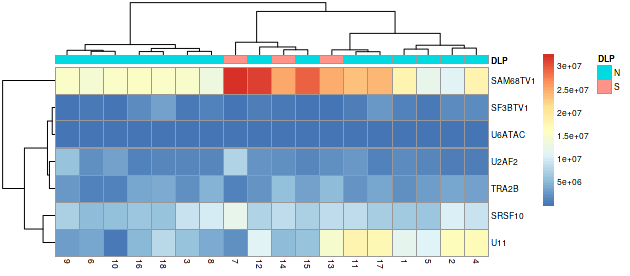 DLP
DLP
N
S
SAM68TV1
SF3BTV1
U6ATAC
U2AF2
TRA2B
SRSF10
U11
3e+07
2.5e+07
2e+07
1.5e+07
1e+07
5e+06
9 6 10 16 18 3 8 7 12 14 15 13 11 17 1 5 2 4